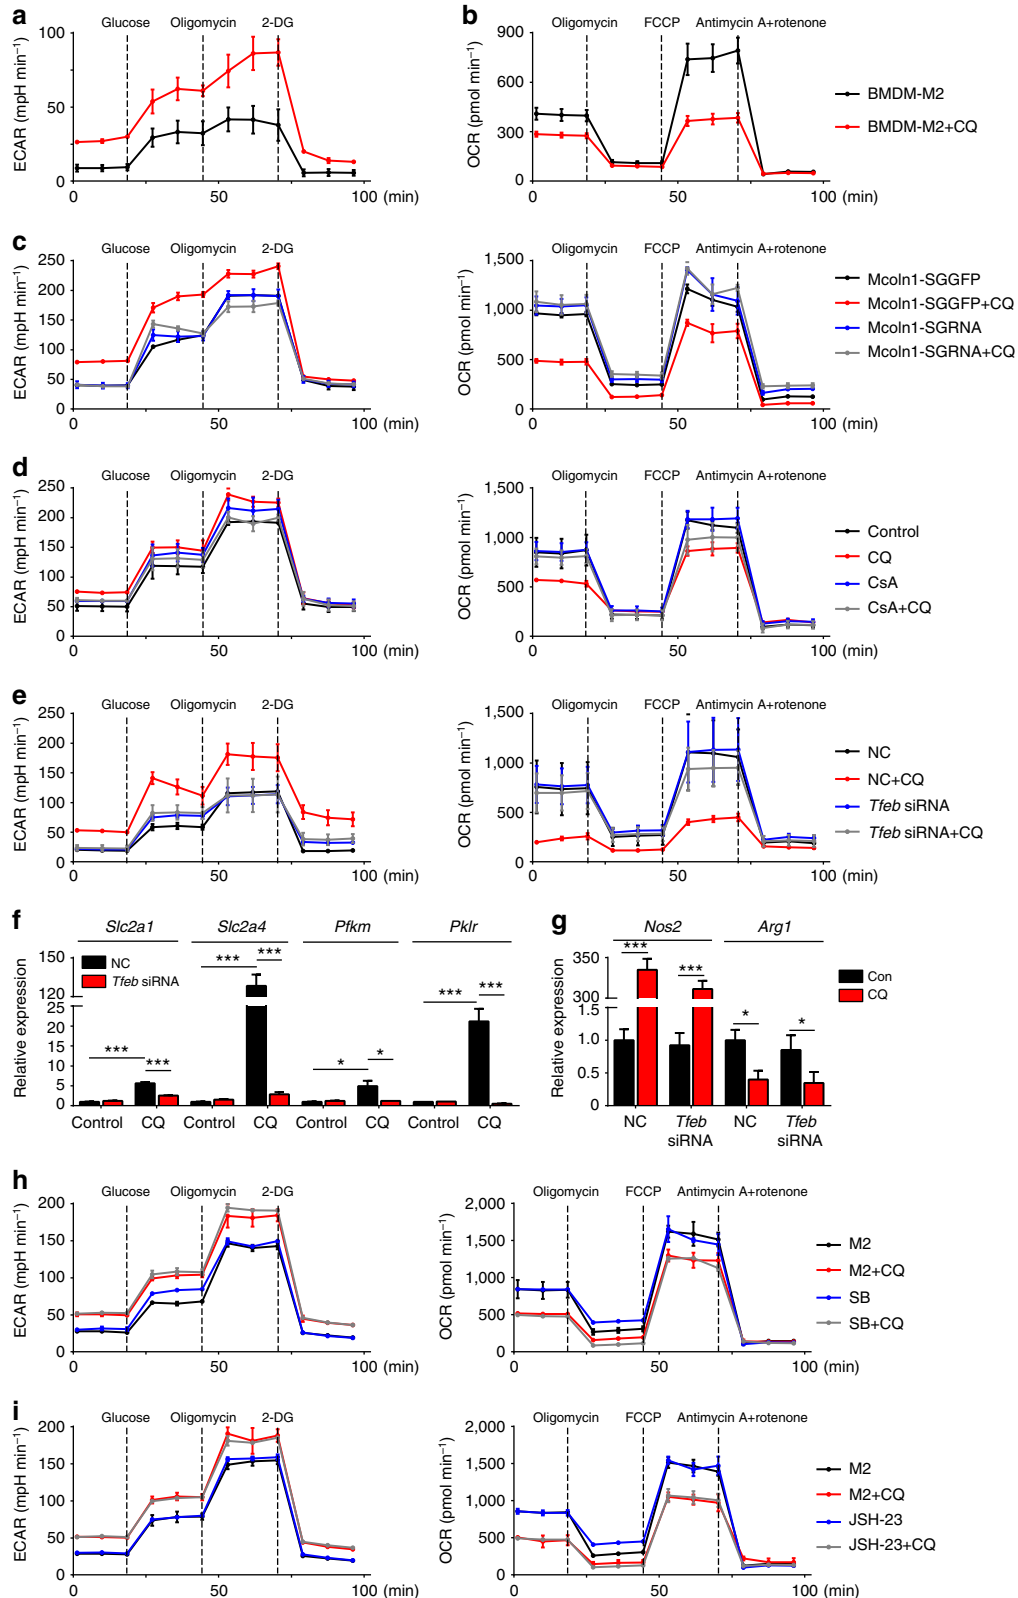 a
Glucose Oligomycin 2-DG
ECAR (mpH min⁻¹)
100
50
0
0 50 100 (min)
b
Oligomycin FCCP Antimycin A+rotenone
OCR (pmol min⁻¹)
900
600
300
0
0 50 100 (min)
BMDM-M2
BMDM-M2+CQ
c
Glucose Oligomycin 2-DG
ECAR (mpH min⁻¹)
250
200
150
100
50
0
0 50 100 (min)
Oligomycin FCCP Antimycin A+rotenone
OCR (pmol min⁻¹)
1,500
1,000
500
0
0 50 100 (min)
Mcoln1-SGGFP
Mcoln1-SGGFP+CQ
Mcoln1-SGRNA
Mcoln1-SGRNA+CQ
d
Glucose Oligomycin 2-DG
ECAR (mpH min⁻¹)
250
200
150
100
50
0
0 50 100 (min)
Oligomycin FCCP Antimycin A+rotenone
OCR (pmol min⁻¹)
1,500
1,000
500
0
0 50 100 (min)
Control
CQ
CsA
CsA+CQ
e
Glucose Oligomycin 2-DG
ECAR (mpH min⁻¹)
250
200
150
100
50
0
0 50 100 (min)
Oligomycin FCCP Antimycin A+rotenone
OCR (pmol min⁻¹)
1,500
1,000
500
0
0 50 100 (min)
NC
NC+CQ
Tfeb siRNA
Tfeb siRNA+CQ
f
Slc2a1 Slc2a4 Pfkm Pklr
NC
Tfeb siRNA
Relative expression
150
120
25
20
15
10
5
0
*** *** *** *** * * *** ***
Control CQ Control CQ Control CQ Control CQ
g
Nos2 Arg1
Relative expression
350
300
1.0
0.5
0
*** *** * *
NC Tfeb siRNA NC Tfeb siRNA
Con
CQ
h
Glucose Oligomycin 2-DG
ECAR (mpH min⁻¹)
200
150
100
50
0
0 50 100 (min)
Oligomycin FCCP Antimycin A+rotenone
OCR (pmol min⁻¹)
2,000
1,500
1,000
500
0
0 50 100 (min)
M2
M2+CQ
SB
SB+CQ
i
Glucose Oligomycin 2-DG
ECAR (mpH min⁻¹)
200
150
100
50
0
0 50 100 (min)
Oligomycin FCCP Antimycin A+rotenone
OCR (pmol min⁻¹)
2,000
1,500
1,000
500
0
0 50 100 (min)
M2
M2+CQ
JSH-23
JSH-23+CQ